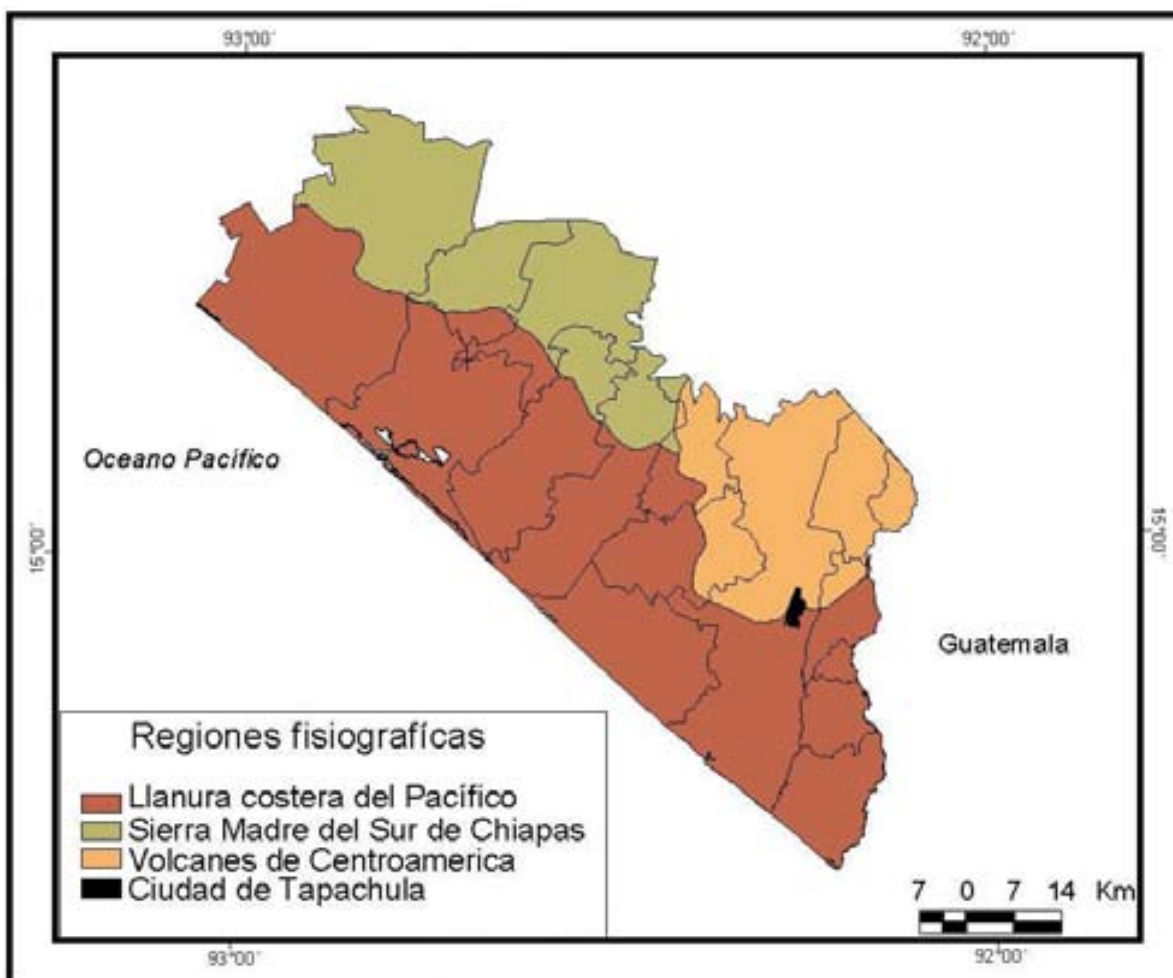 93°00´
92°00´
Oceano Pacífico
15°00´
15°00´
Guatemala
Regiones fisiografícas
Llanura costera del Pacífico
Sierra Madre del Sur de Chiapas
Volcanes de Centroamerica
Ciudad de Tapachula
7 0 7 14 Km
93°00´
92°00´